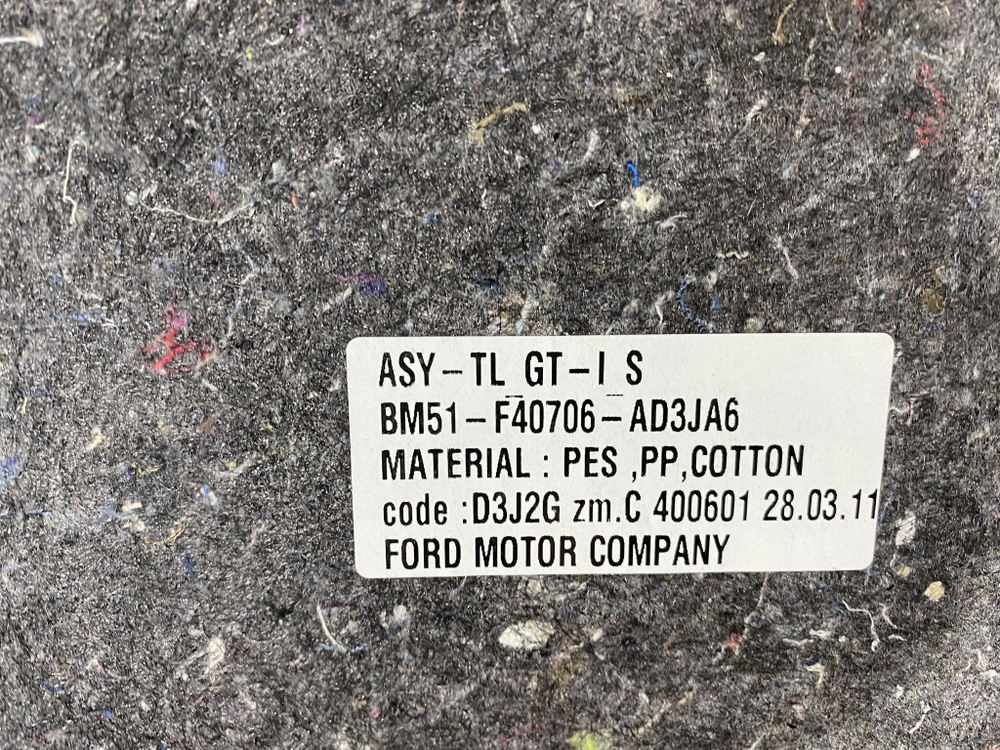 ASY-TL GT-I S
BM51-F40706-AD3JA6
MATERIAL : PES ,PP,COTTON
code :D3J2G zm.C 400601 28.03.11
FORD MOTOR COMPANY